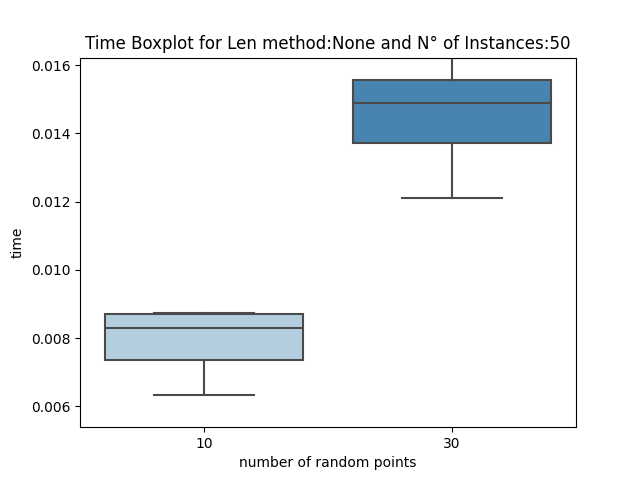 Time Boxplot for Len method:None and N° of Instances:50
0.016
0.014
0.012
0.010
0.008
0.006
time
10 30
number of random points